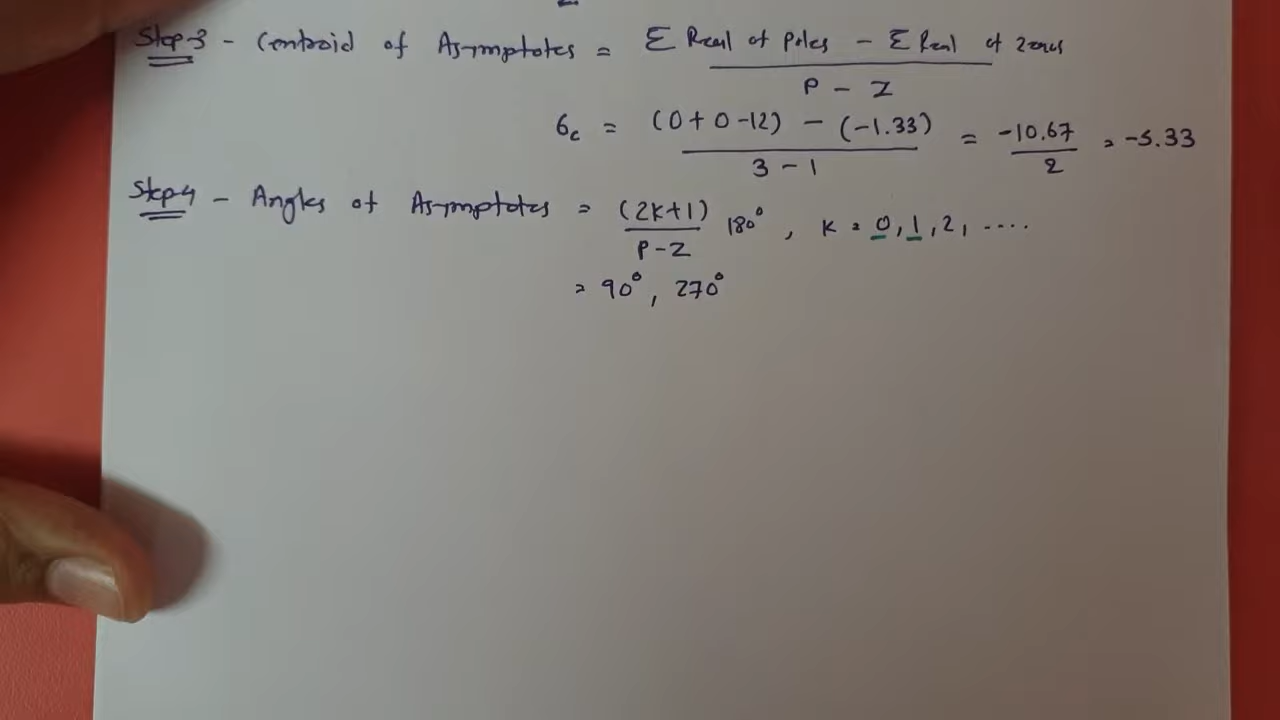 Step-3 - Centroid of Asymptotes = Σ Real of Poles - Σ Real of Zeros
P - Z
σc = (0+0-12) - (-1.33) = -10.67 = -5.33
3 - 1 2
Step-4 - Angles of Asymptotes = (2K+1) 180°, K = 0, 1, 2, ....
P-Z
= 90°, 270°